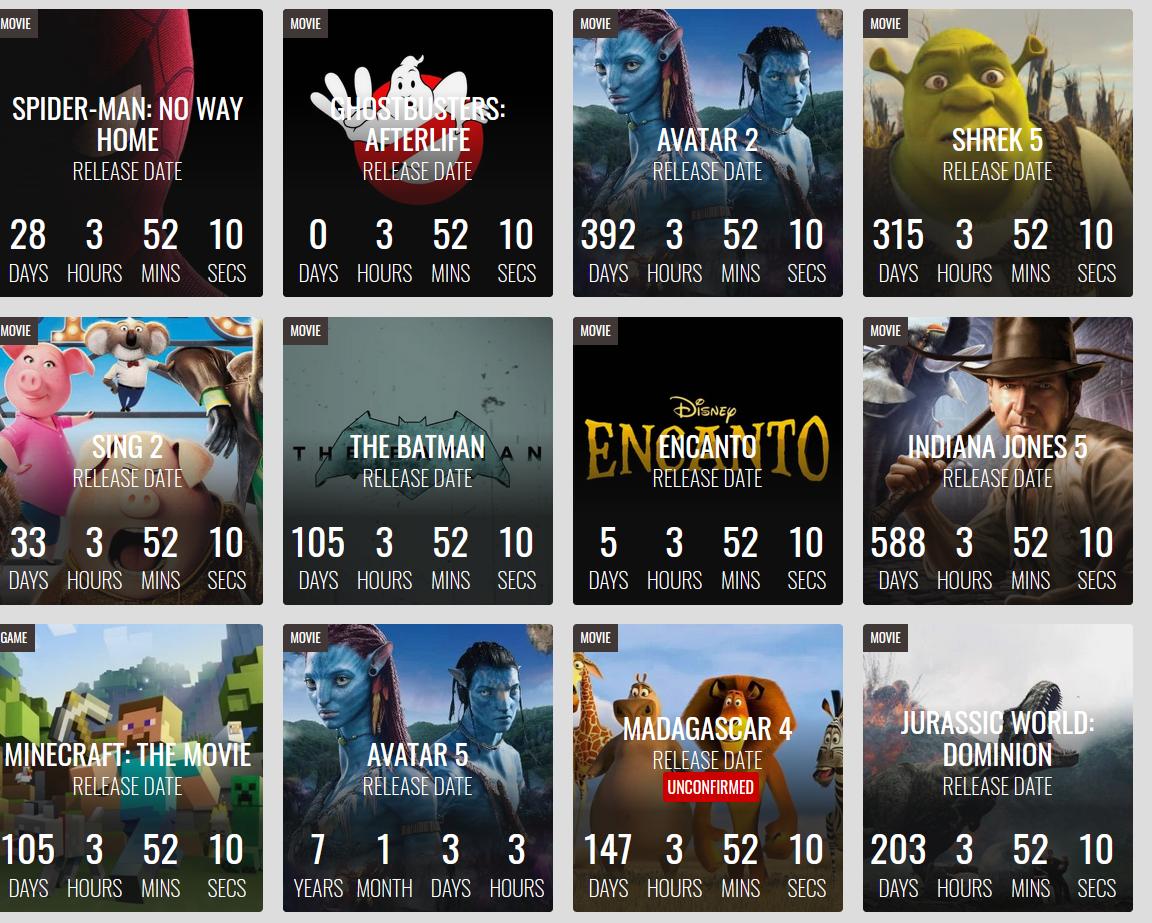 MOVIE
SPIDER-MAN: NO WAY
HOME
RELEASE DATE
28 3 52 10
DAYS HOURS MINS SECS
MOVIE
GHOSTBUSTERS:
AFTERLIFE
RELEASE DATE
0 3 52 10
DAYS HOURS MINS SECS
MOVIE
AVATAR 2
RELEASE DATE
392 3 52 10
DAYS HOURS MINS SECS
MOVIE
SHREK 5
RELEASE DATE
315 3 52 10
DAYS HOURS MINS SECS
MOVIE
SING 2
RELEASE DATE
33 3 52 10
DAYS HOURS MINS SECS
MOVIE
THE BATMAN
RELEASE DATE
105 3 52 10
DAYS HOURS MINS SECS
MOVIE
Disney
ENCANTO
ENCANTO
RELEASE DATE
5 3 52 10
DAYS HOURS MINS SECS
MOVIE
INDIANA JONES 5
RELEASE DATE
588 3 52 10
DAYS HOURS MINS SECS
GAME
MINECRAFT: THE MOVIE
RELEASE DATE
105 3 52 10
DAYS HOURS MINS SECS
MOVIE
AVATAR 5
RELEASE DATE
7 1 3 3
YEARS MONTH DAYS HOURS
MOVIE
MADAGASCAR 4
RELEASE DATE
UNCONFIRMED
147 3 52 10
DAYS HOURS MINS SECS
MOVIE
JURASSIC WORLD:
DOMINION
RELEASE DATE
203 3 52 10
DAYS HOURS MINS SECS